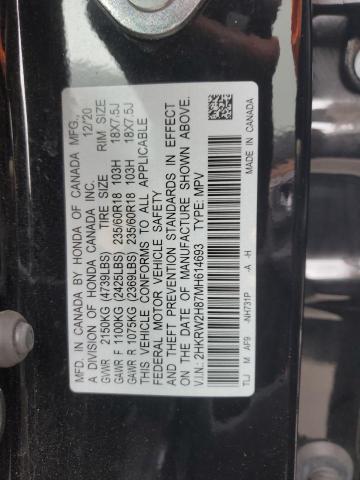 MFD. IN CANADA BY HONDA OF CANADA MFG.,
A DIVISION OF HONDA CANADA INC. 12/20
GVWR 2150KG (4739LBS) TIRE SIZE RIM SIZE
GAWR F 1100KG (2425LBS) 235/60R18 103H 18X7.5J
GAWR R 1075KG (2369LBS) 235/60R18 103H 18X7.5J
THIS VEHICLE CONFORMS TO ALL APPLICABLE
FEDERAL MOTOR VEHICLE SAFETY
AND THEFT PREVENTION STANDARDS IN EFFECT
ON THE DATE OF MANUFACTURE SHOWN ABOVE.
V.I.N: 2HKRW2H87MH614693 TYPE: MPV
TLJ M AF9 -NH731P -A -H MADE IN CANADA